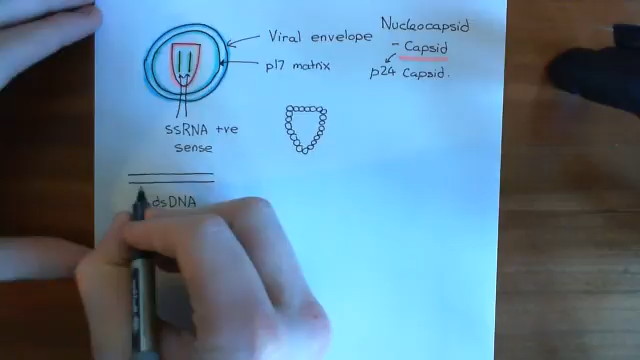 Nucleocapsid
Viral envelope
- Capsid
p17 matrix
p24 Capsid.
ssRNA +ve
sense
dsDNA